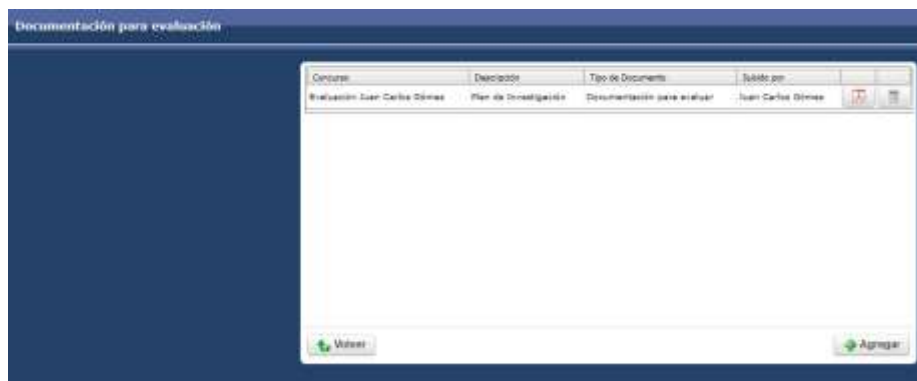 Documentación para evaluación
Concurso Descripción Tipo de Documento Subido por
Evaluación Juan Carlos Gómez Plan de Investigación Documentación para evaluar Juan Carlos Gómez
Volver Agregar